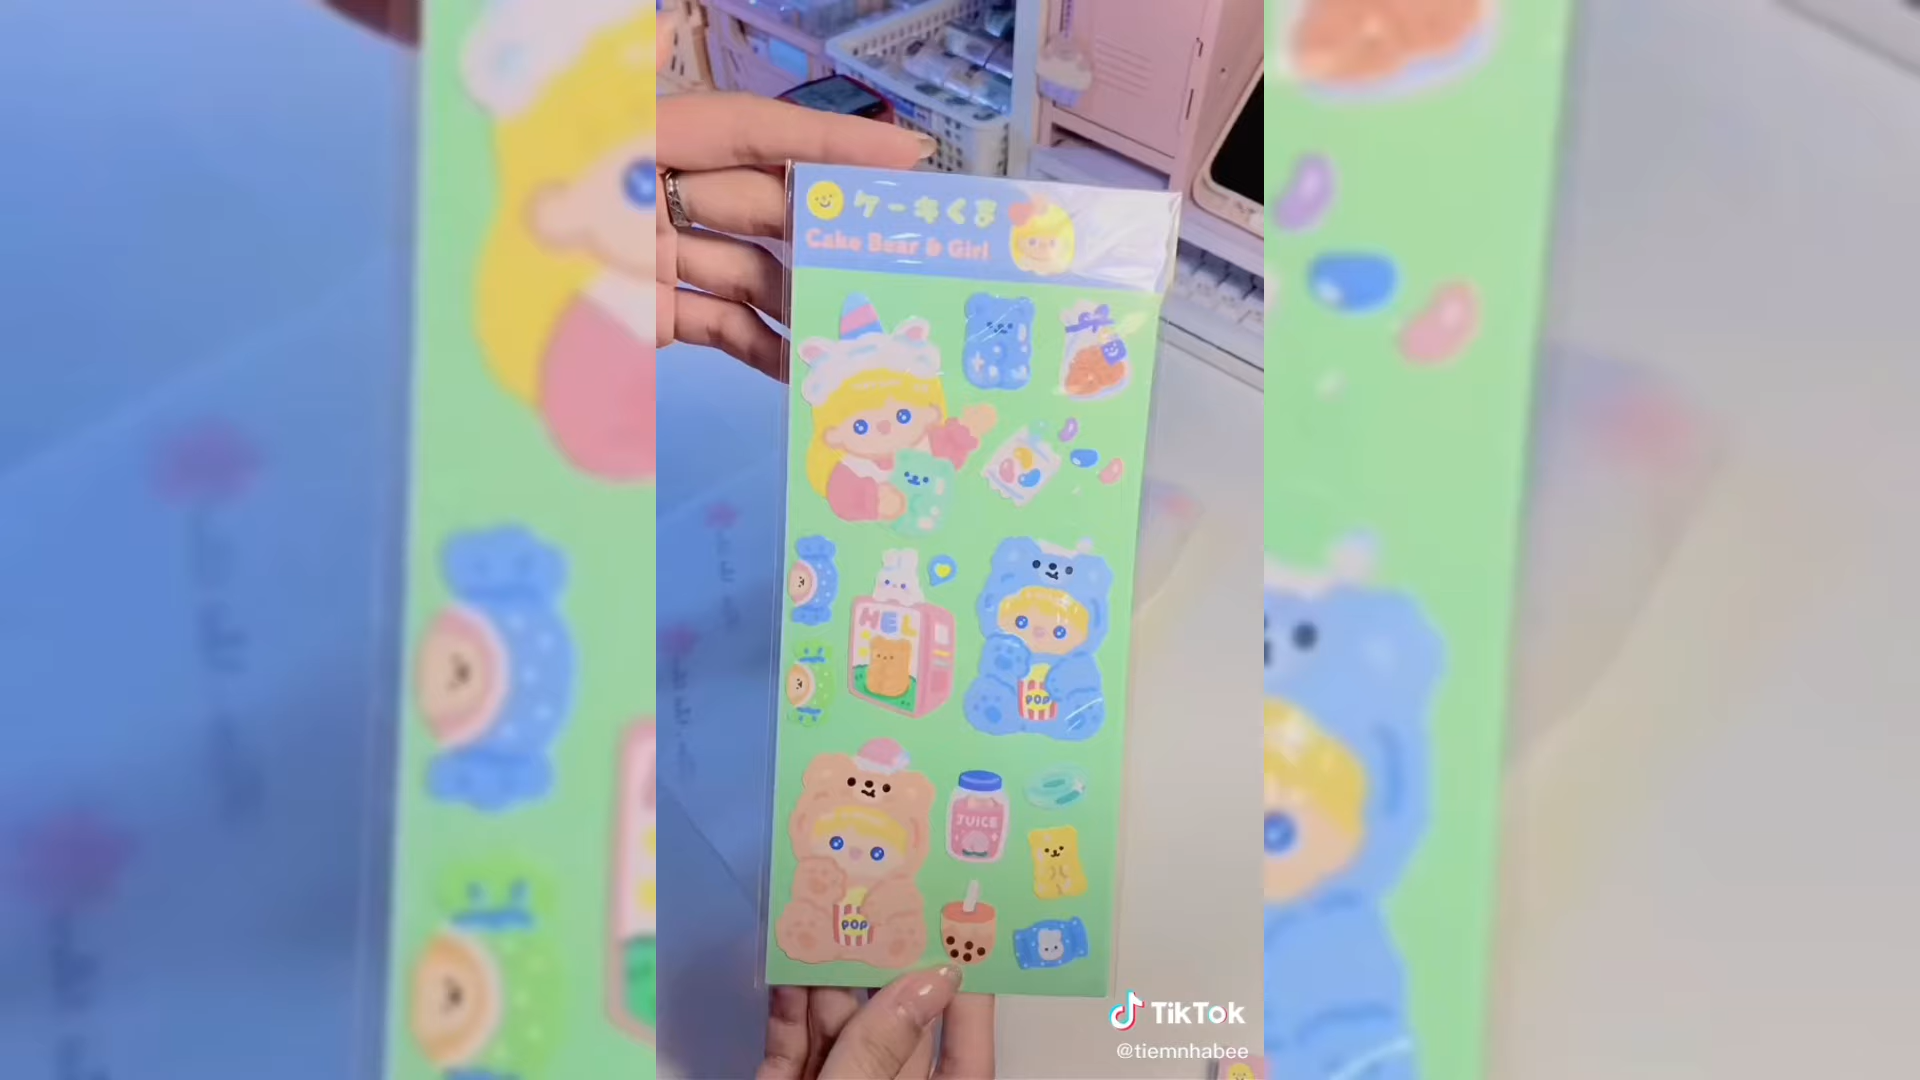 ケーキくま
Cake Bear & Girl
HEL
POP
JUICE
POP
TikTok
@tiemnhabee